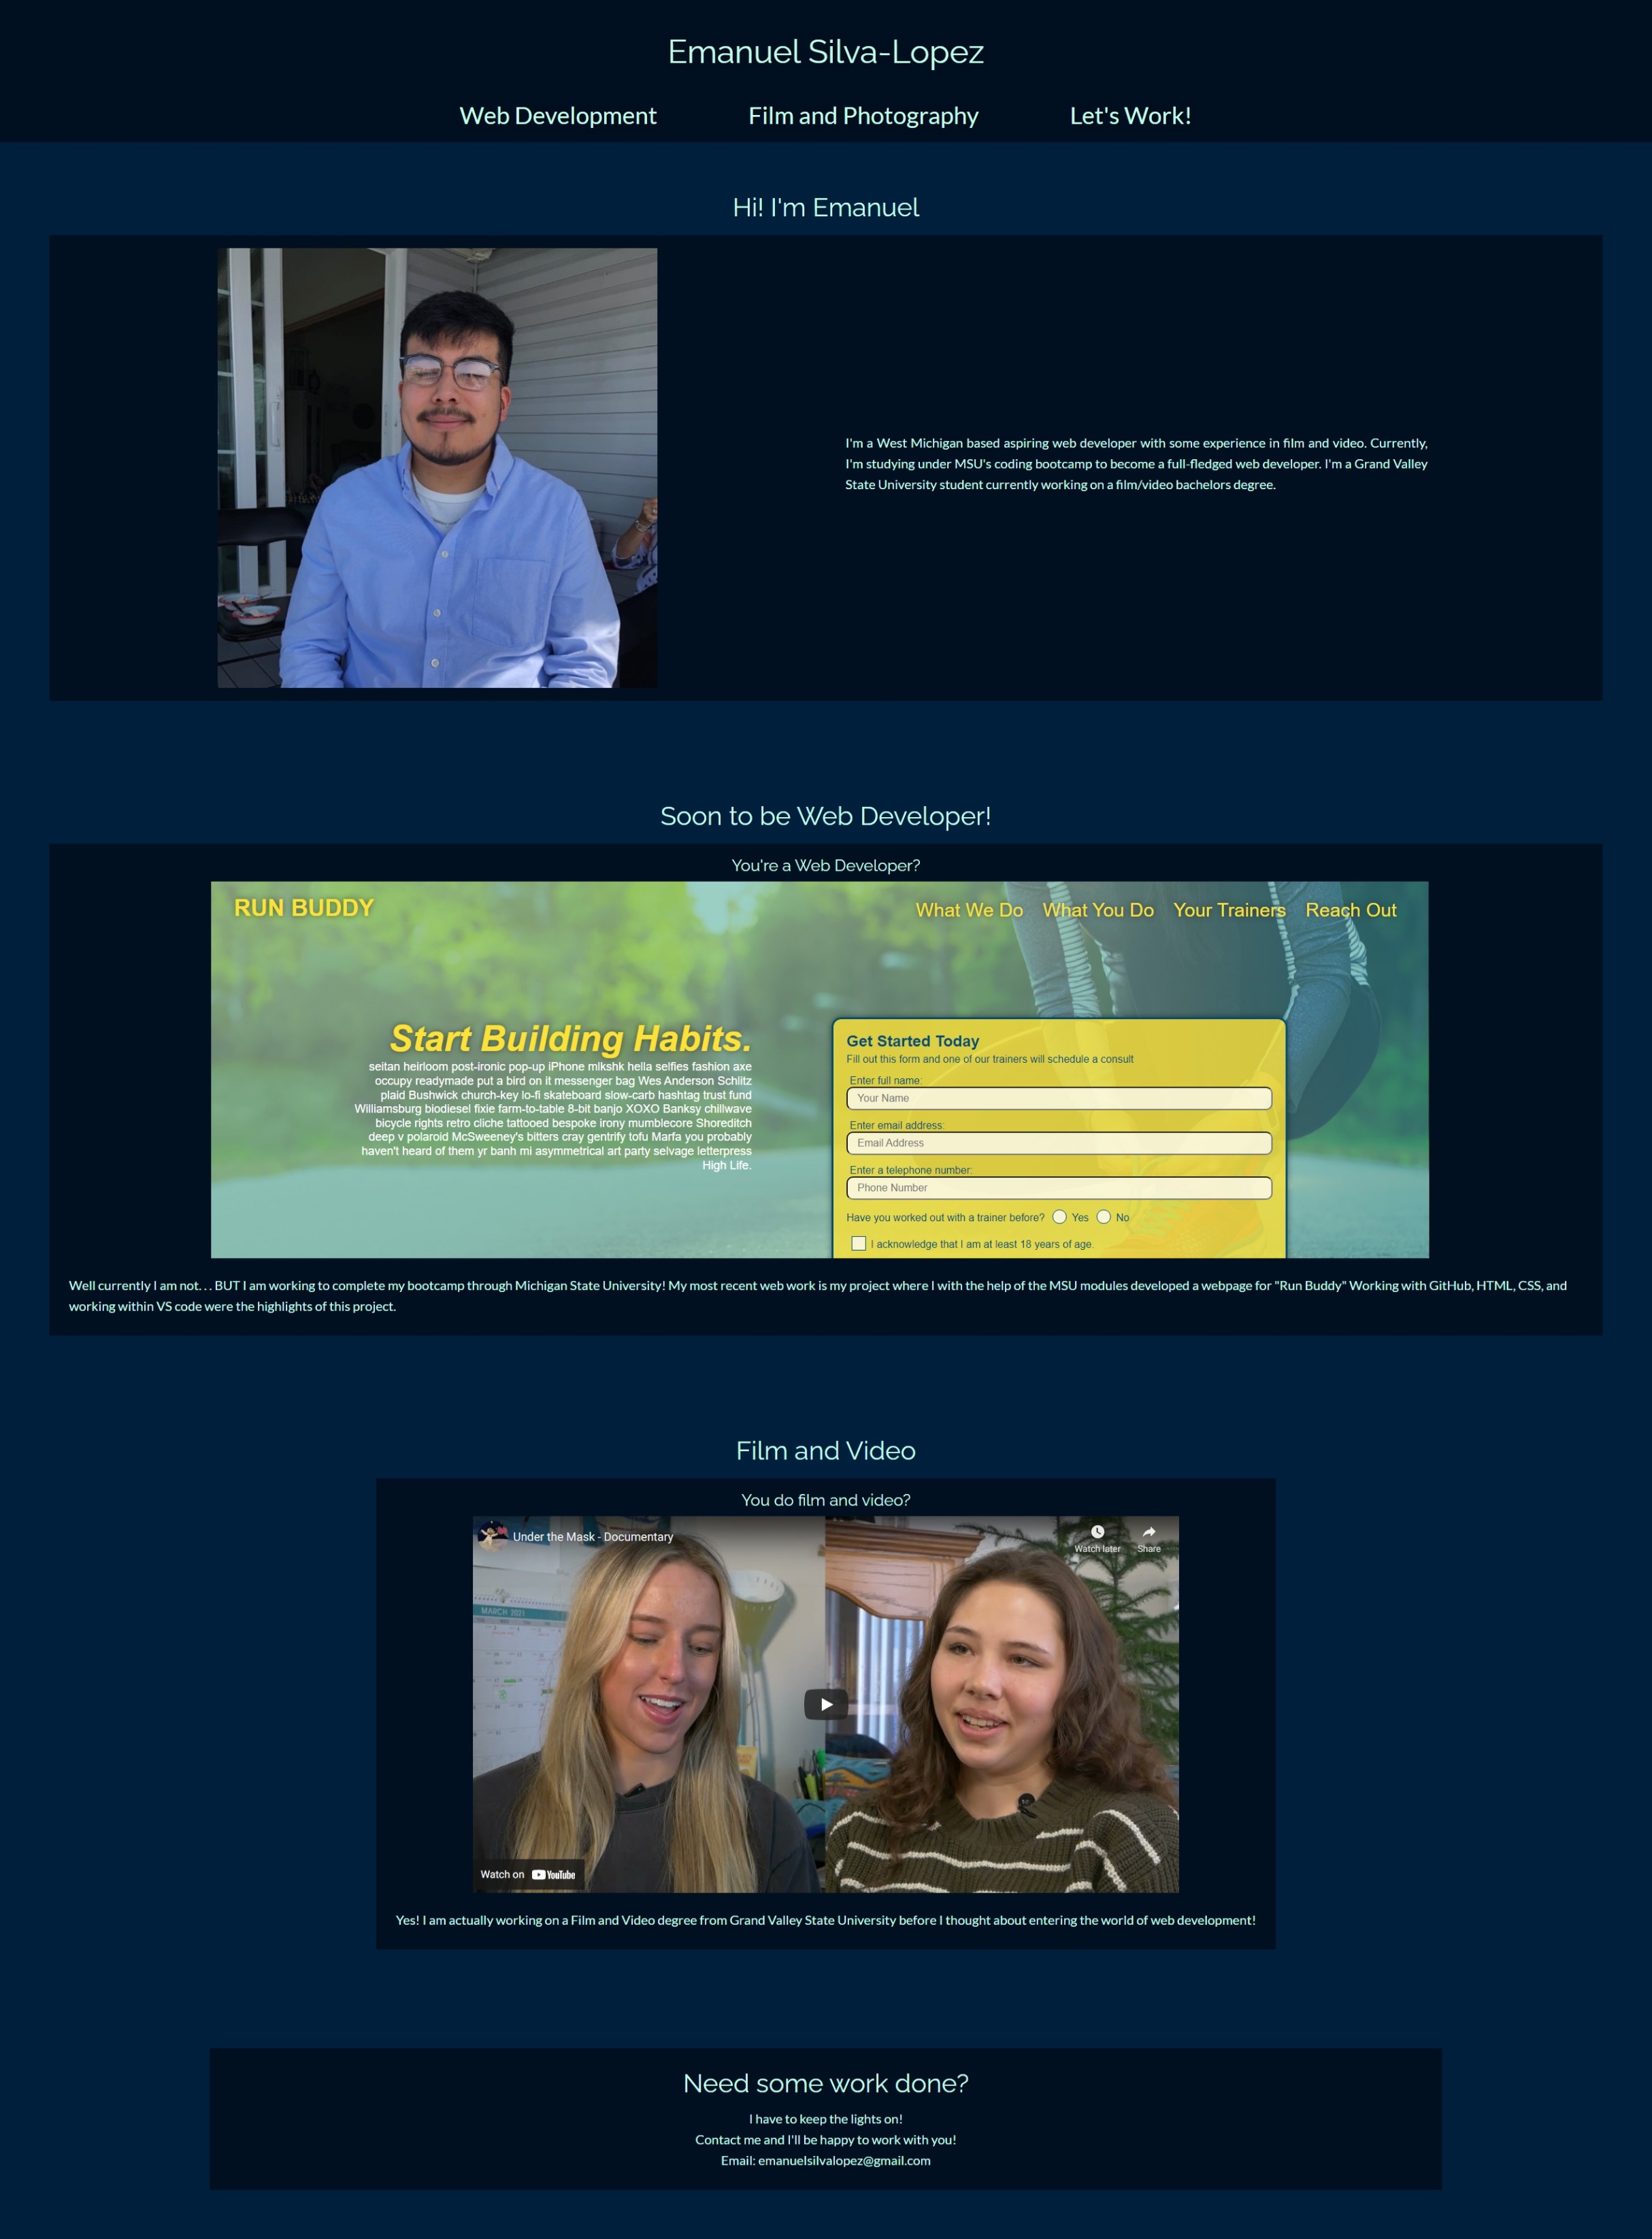 Emanuel Silva-Lopez
Web Development Film and Photography Let's Work!
Hi! I'm Emanuel
I'm a West Michigan based aspiring web developer with some experience in film and video. Currently,
I'm studying under MSU's coding bootcamp to become a full-fledged web developer. I'm a Grand Valley
State University student currently working on a film/video bachelors degree.
Soon to be Web Developer!
You're a Web Developer?
RUN BUDDY
What We Do What You Do Your Trainers Reach Out
Start Building Habits.
seitan heirloom post-ironic pop-up iPhone mlkshk hella selfies fashion axe
occupy readymade put a bird on it messenger bag Wes Anderson Schlitz
plaid Bushwick church-key lo-fi skateboard slow-carb hashtag trust fund
Williamsburg biodiesel fixie farm-to-table 8-bit banjo XOXO Banksy chillwave
bicycle rights retro cliche tattooed bespoke irony mumblecore Shoreditch
deep v polaroid McSweeney's bitters cray gentrify tofu Marfa you probably
haven't heard of them yr banh mi asymmetrical art party selvage letterpress
High Life.
Get Started Today
Fill out this form and one of our trainers will schedule a consult
Enter full name:
Your Name
Enter email address:
Email Address
Enter a telephone number:
Phone Number
Have you worked out with a trainer before? Yes No
I acknowledge that I am at least 18 years of age.
Well currently I am not. . . BUT I am working to complete my bootcamp through Michigan State University! My most recent web work is my project where I with the help of the MSU modules developed a webpage for "Run Buddy" Working with GitHub, HTML, CSS, and
working within VS code were the highlights of this project.
Film and Video
You do film and video?
Under the Mask - Documentary
Watch later Share
MARCH 2021
Watch on YouTube
Yes! I am actually working on a Film and Video degree from Grand Valley State University before I thought about entering the world of web development!
Need some work done?
I have to keep the lights on!
Contact me and I'll be happy to work with you!
Email: emanuelsilvalopez@gmail.com